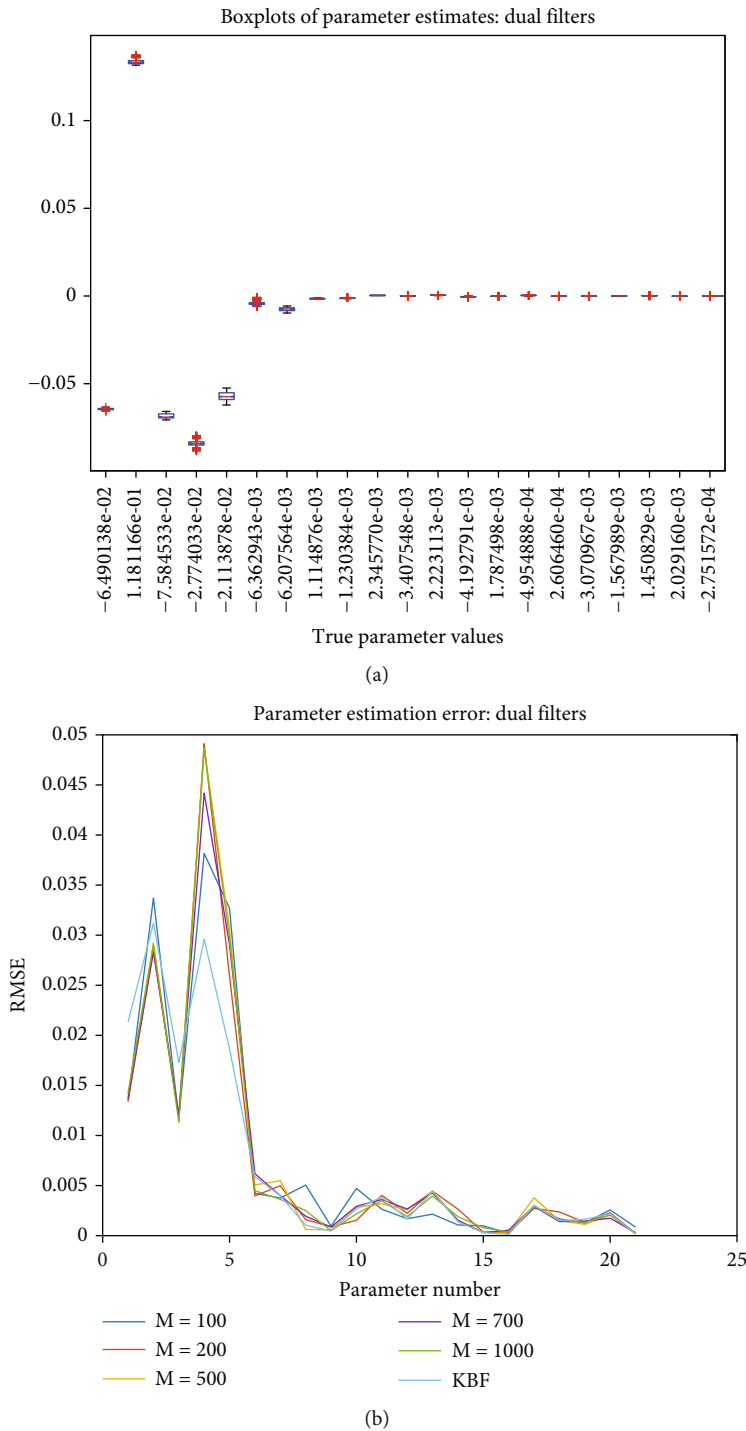 Boxplots of parameter estimates: dual filters
0.1
0.05
0
−0.05
−6.490138e-02
1.181166e-01
−7.584533e-02
−2.774033e-02
−2.113878e-02
−6.362943e-03
−6.207564e-03
1.114876e-03
−1.230384e-03
2.345770e-03
−3.407548e-03
2.223113e-03
−4.192791e-03
1.787498e-03
−4.954888e-04
2.606460e-04
−3.070967e-03
−1.567989e-03
1.450829e-03
2.029160e-03
−2.751572e-04
True parameter values
(a)
Parameter estimation error: dual filters
0.05
0.045
0.04
0.035
0.03
0.025
0.02
0.015
0.01
0.005
0
RMSE
0 5 10 15 20 25
Parameter number
M = 100
M = 200
M = 500
M = 700
M = 1000
KBF
(b)